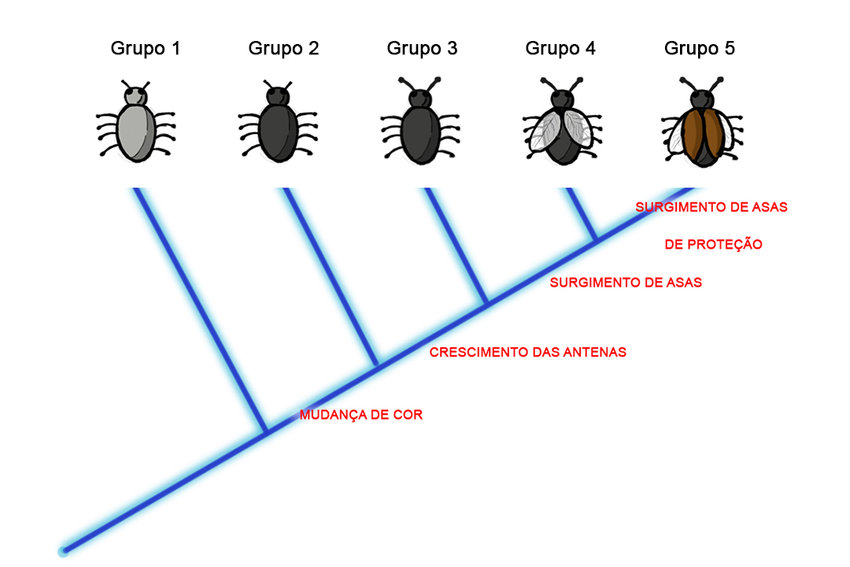 Grupo 1
Grupo 2
Grupo 3
Grupo 4
Grupo 5
SURGIMENTO DE ASAS
DE PROTEÇÃO
SURGIMENTO DE ASAS
CRESCIMENTO DAS ANTENAS
MUDANÇA DE COR